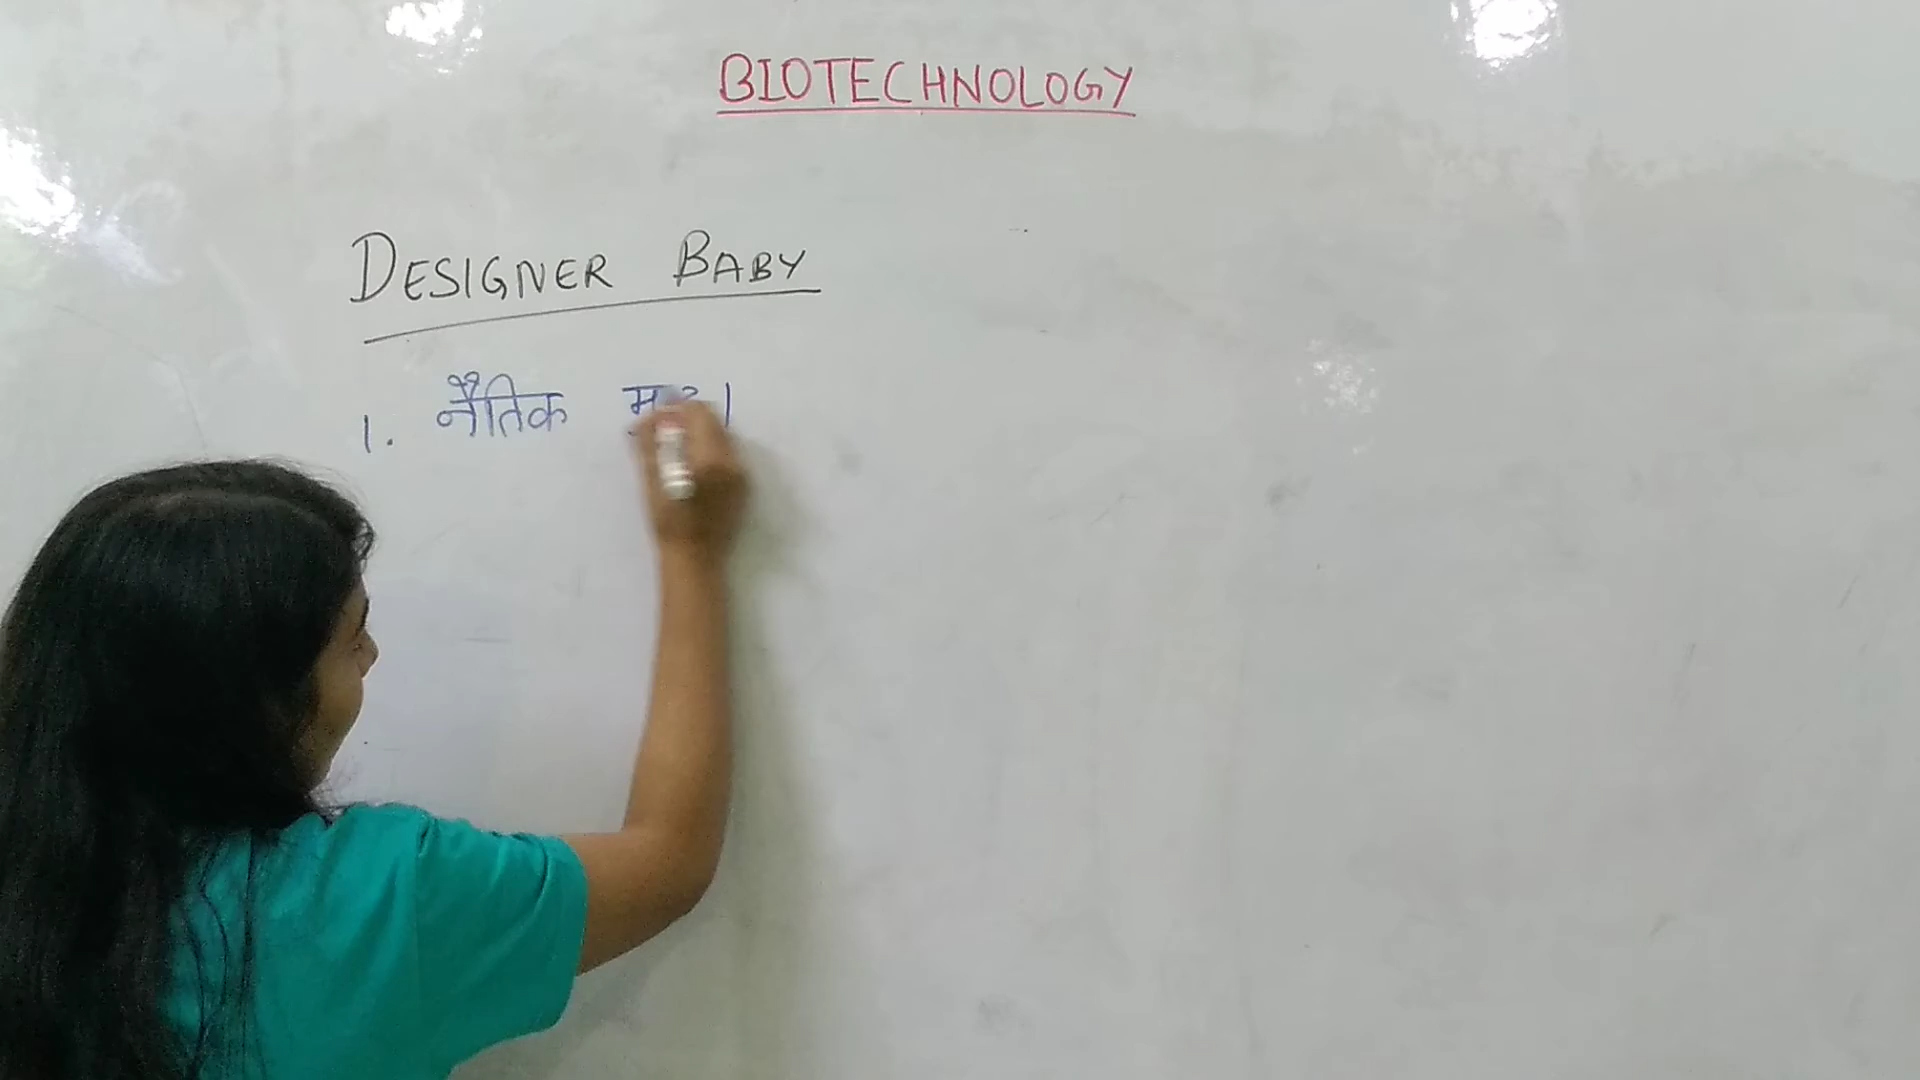 BIOTECHNOLOGY
DESIGNER BABY
1. नैतिक